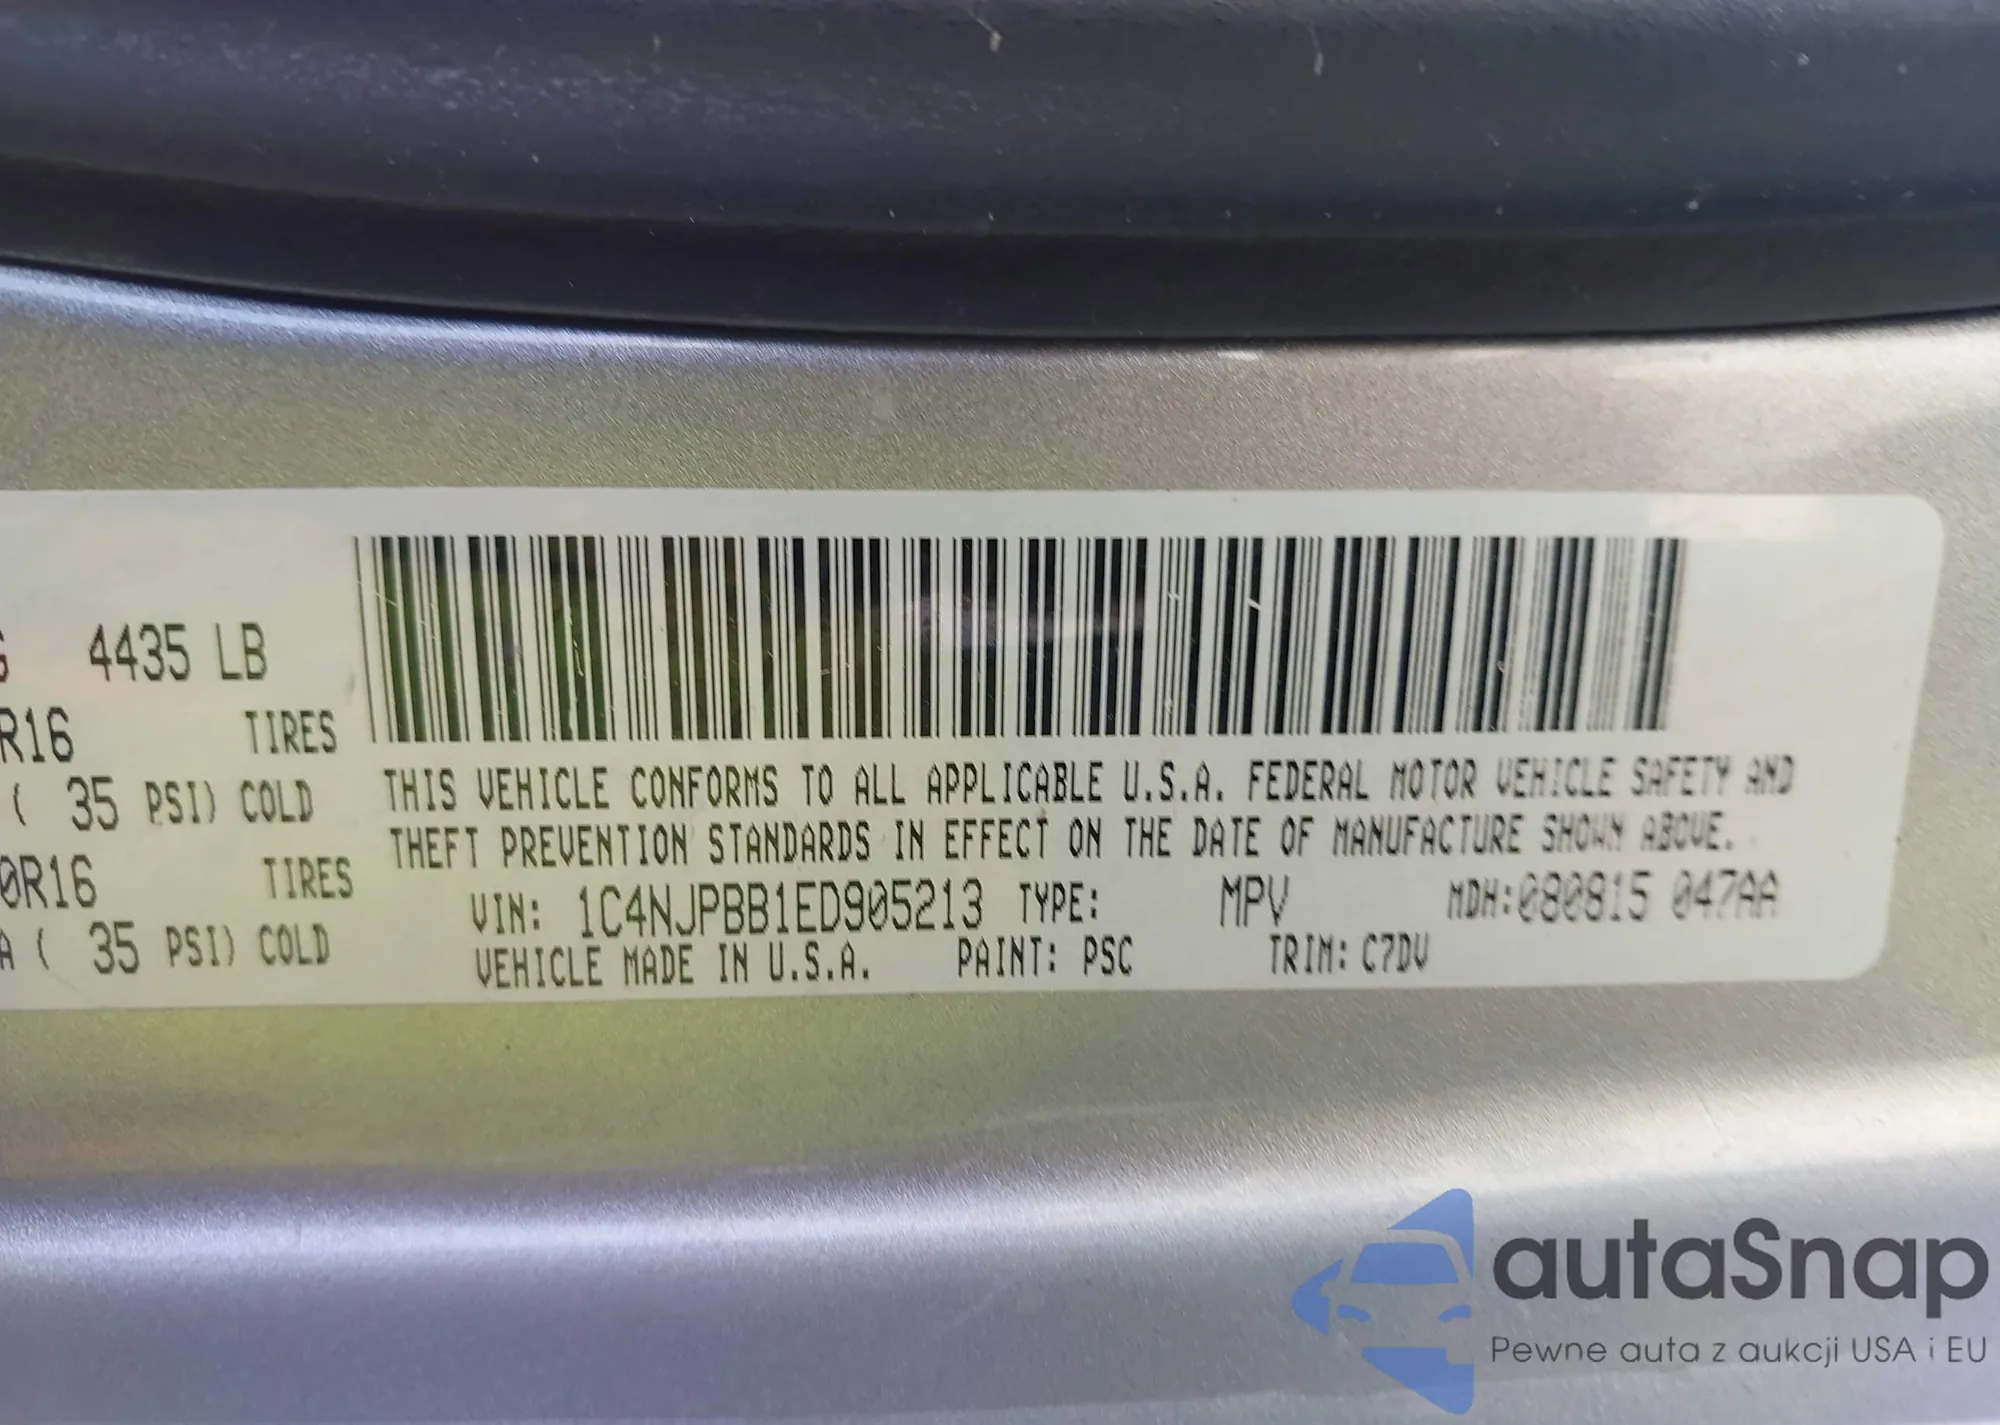 4435 LB
R16 TIRES
( 35 PSI) COLD
0R16 TIRES
A ( 35 PSI) COLD
THIS VEHICLE CONFORMS TO ALL APPLICABLE U.S.A. FEDERAL MOTOR VEHICLE SAFETY AND
THEFT PREVENTION STANDARDS IN EFFECT ON THE DATE OF MANUFACTURE SHOWN ABOVE.
VIN: 1C4NJPBB1ED905213 TYPE: MPV MDH:080815 047AA
VEHICLE MADE IN U.S.A. PAINT: PSC TRIM: C7DV
autaSnap
Pewne auta z aukcji USA i EU